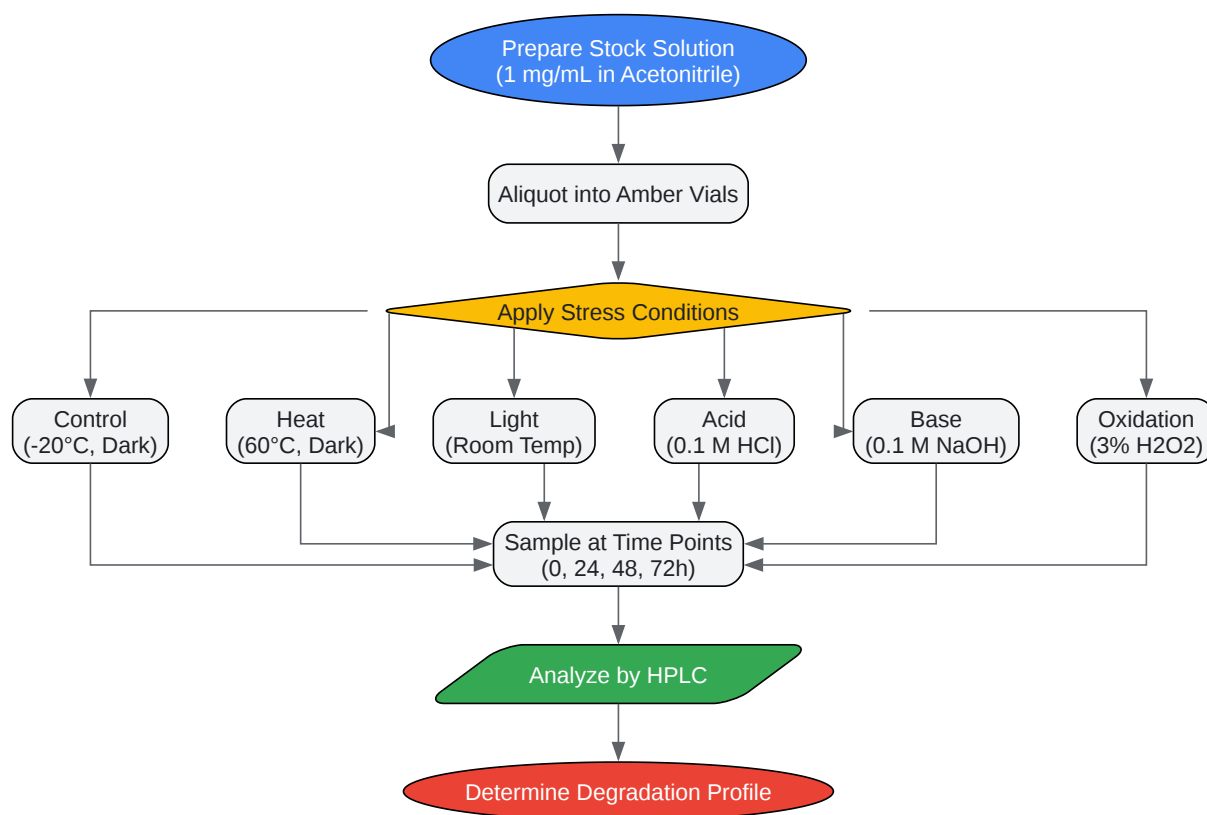 Prepare Stock Solution
(1 mg/mL in Acetonitrile)
Aliquot into Amber Vials
Apply Stress Conditions
Control
(-20°C, Dark)
Heat
(60°C, Dark)
Light
(Room Temp)
Acid
(0.1 M HCl)
Base
(0.1 M NaOH)
Oxidation
(3% H2O2)
Sample at Time Points
(0, 24, 48, 72h)
Analyze by HPLC
Determine Degradation Profile